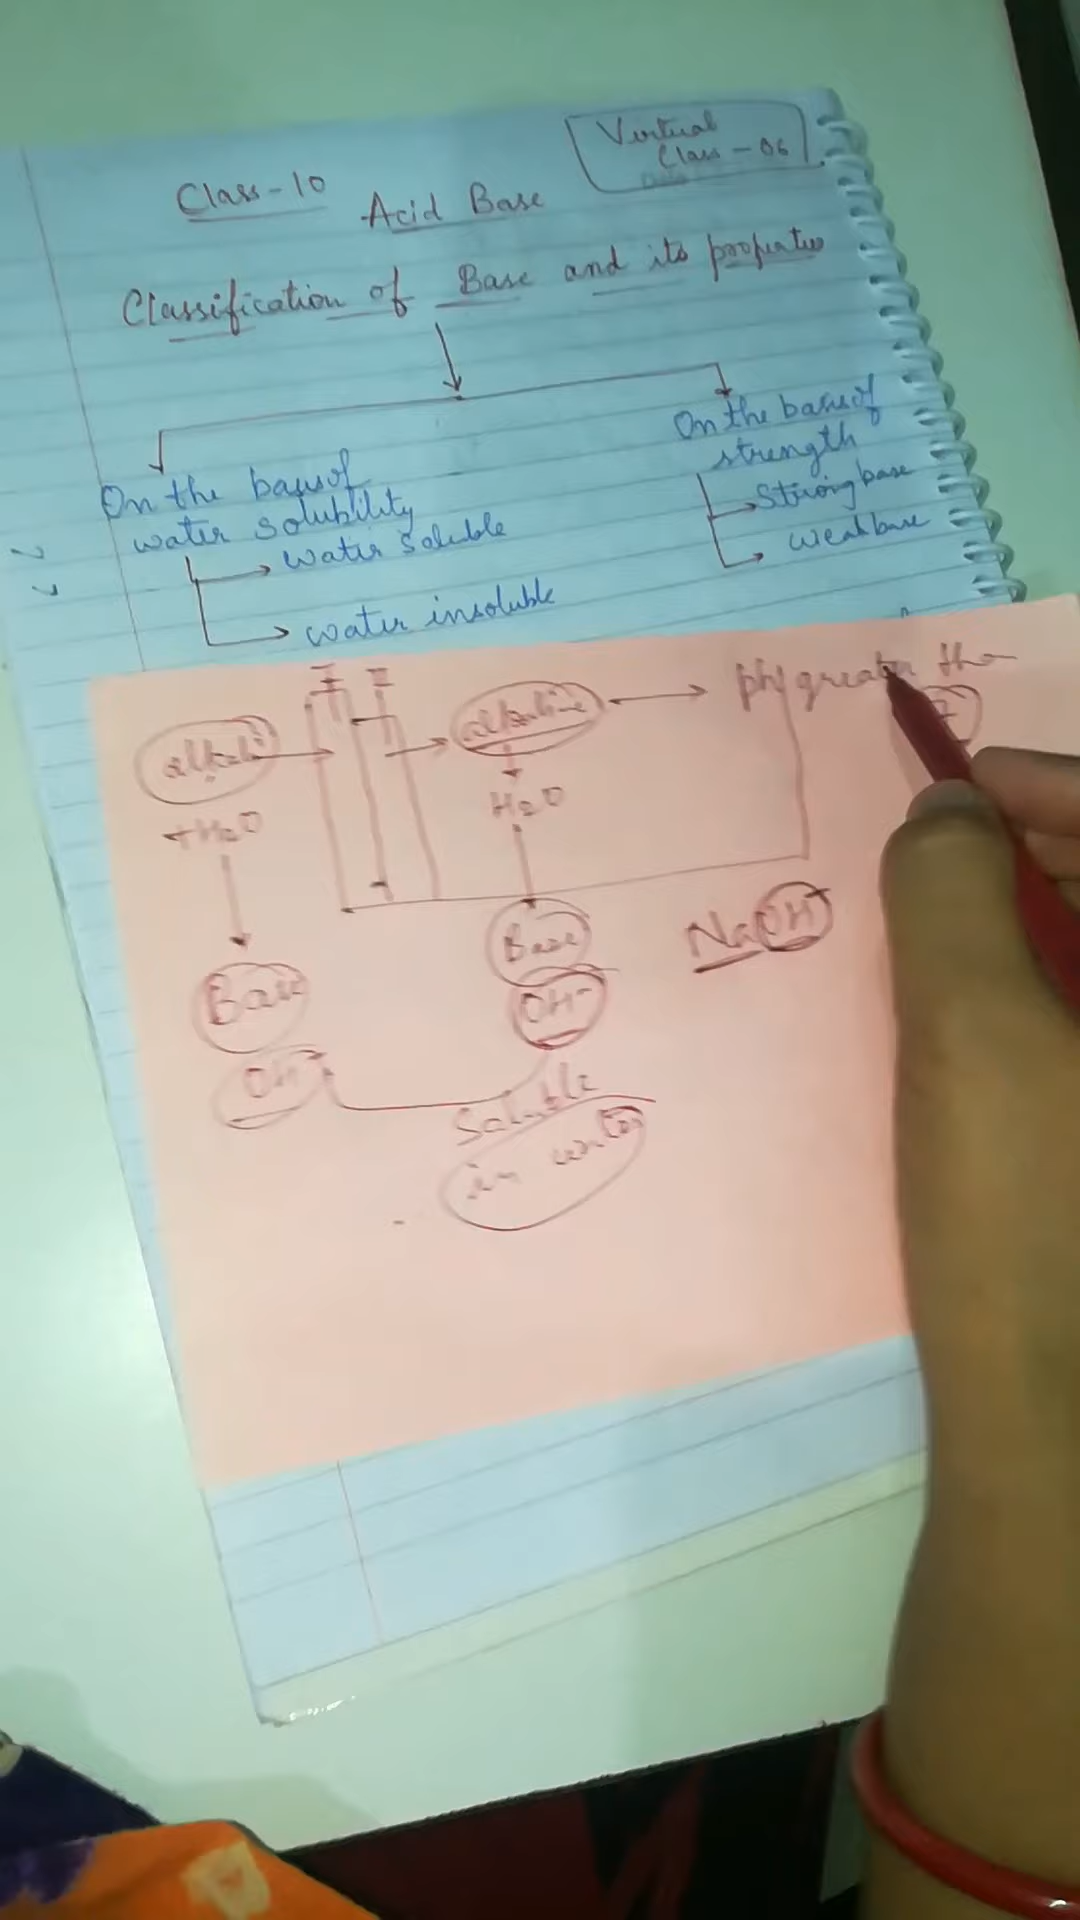 Virtual
Class - 06
Class-10
Acid Base
Classification of Base and its properties
On the basis of
water solubility
water soluble
water insoluble
On the basis of
strength
Strong base
weak base
I II
alkali
+H2O
Base
OH-
alkaline
H2O
Base
OH-
Soluble
in water
pH greater than
7
NaOH